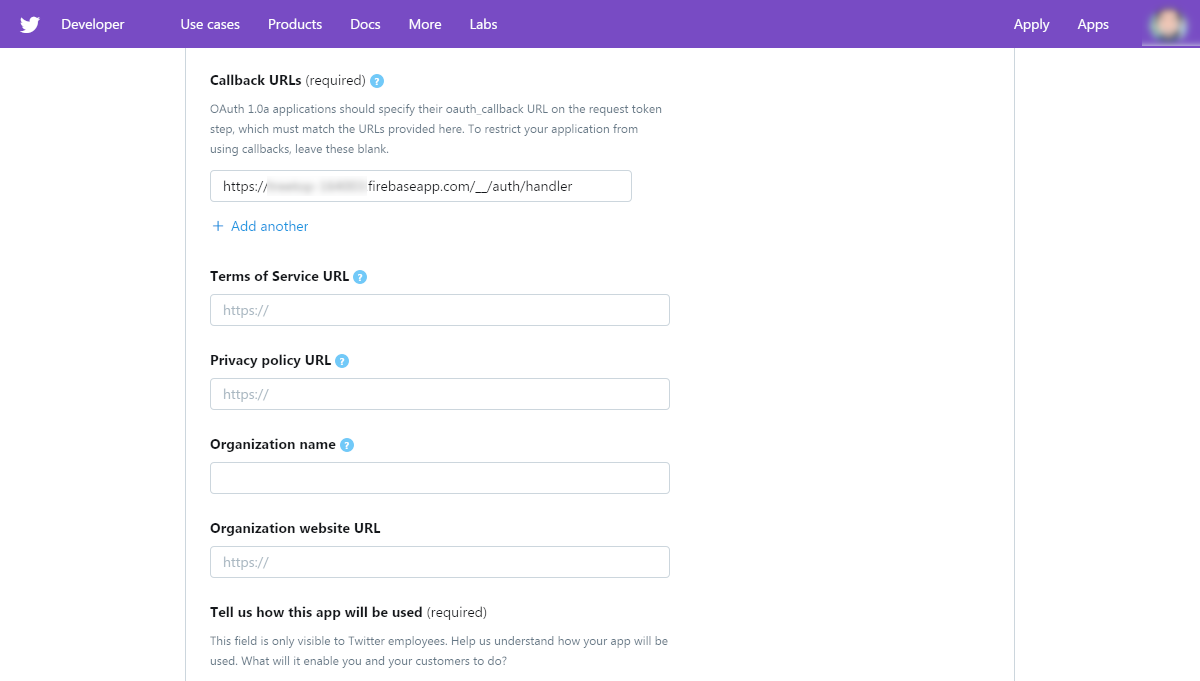 Developer Use cases Products Docs More Labs Apply Apps
Callback URLs (required) ?
OAuth 1.0a applications should specify their oauth_callback URL on the request token
step, which must match the URLs provided here. To restrict your application from
using callbacks, leave these blank.
https:// firebaseapp.com/__/auth/handler
+ Add another
Terms of Service URL ?
https://
Privacy policy URL ?
https://
Organization name ?
Organization website URL
https://
Tell us how this app will be used (required)
This field is only visible to Twitter employees. Help us understand how your app will be
used. What will it enable you and your customers to do?